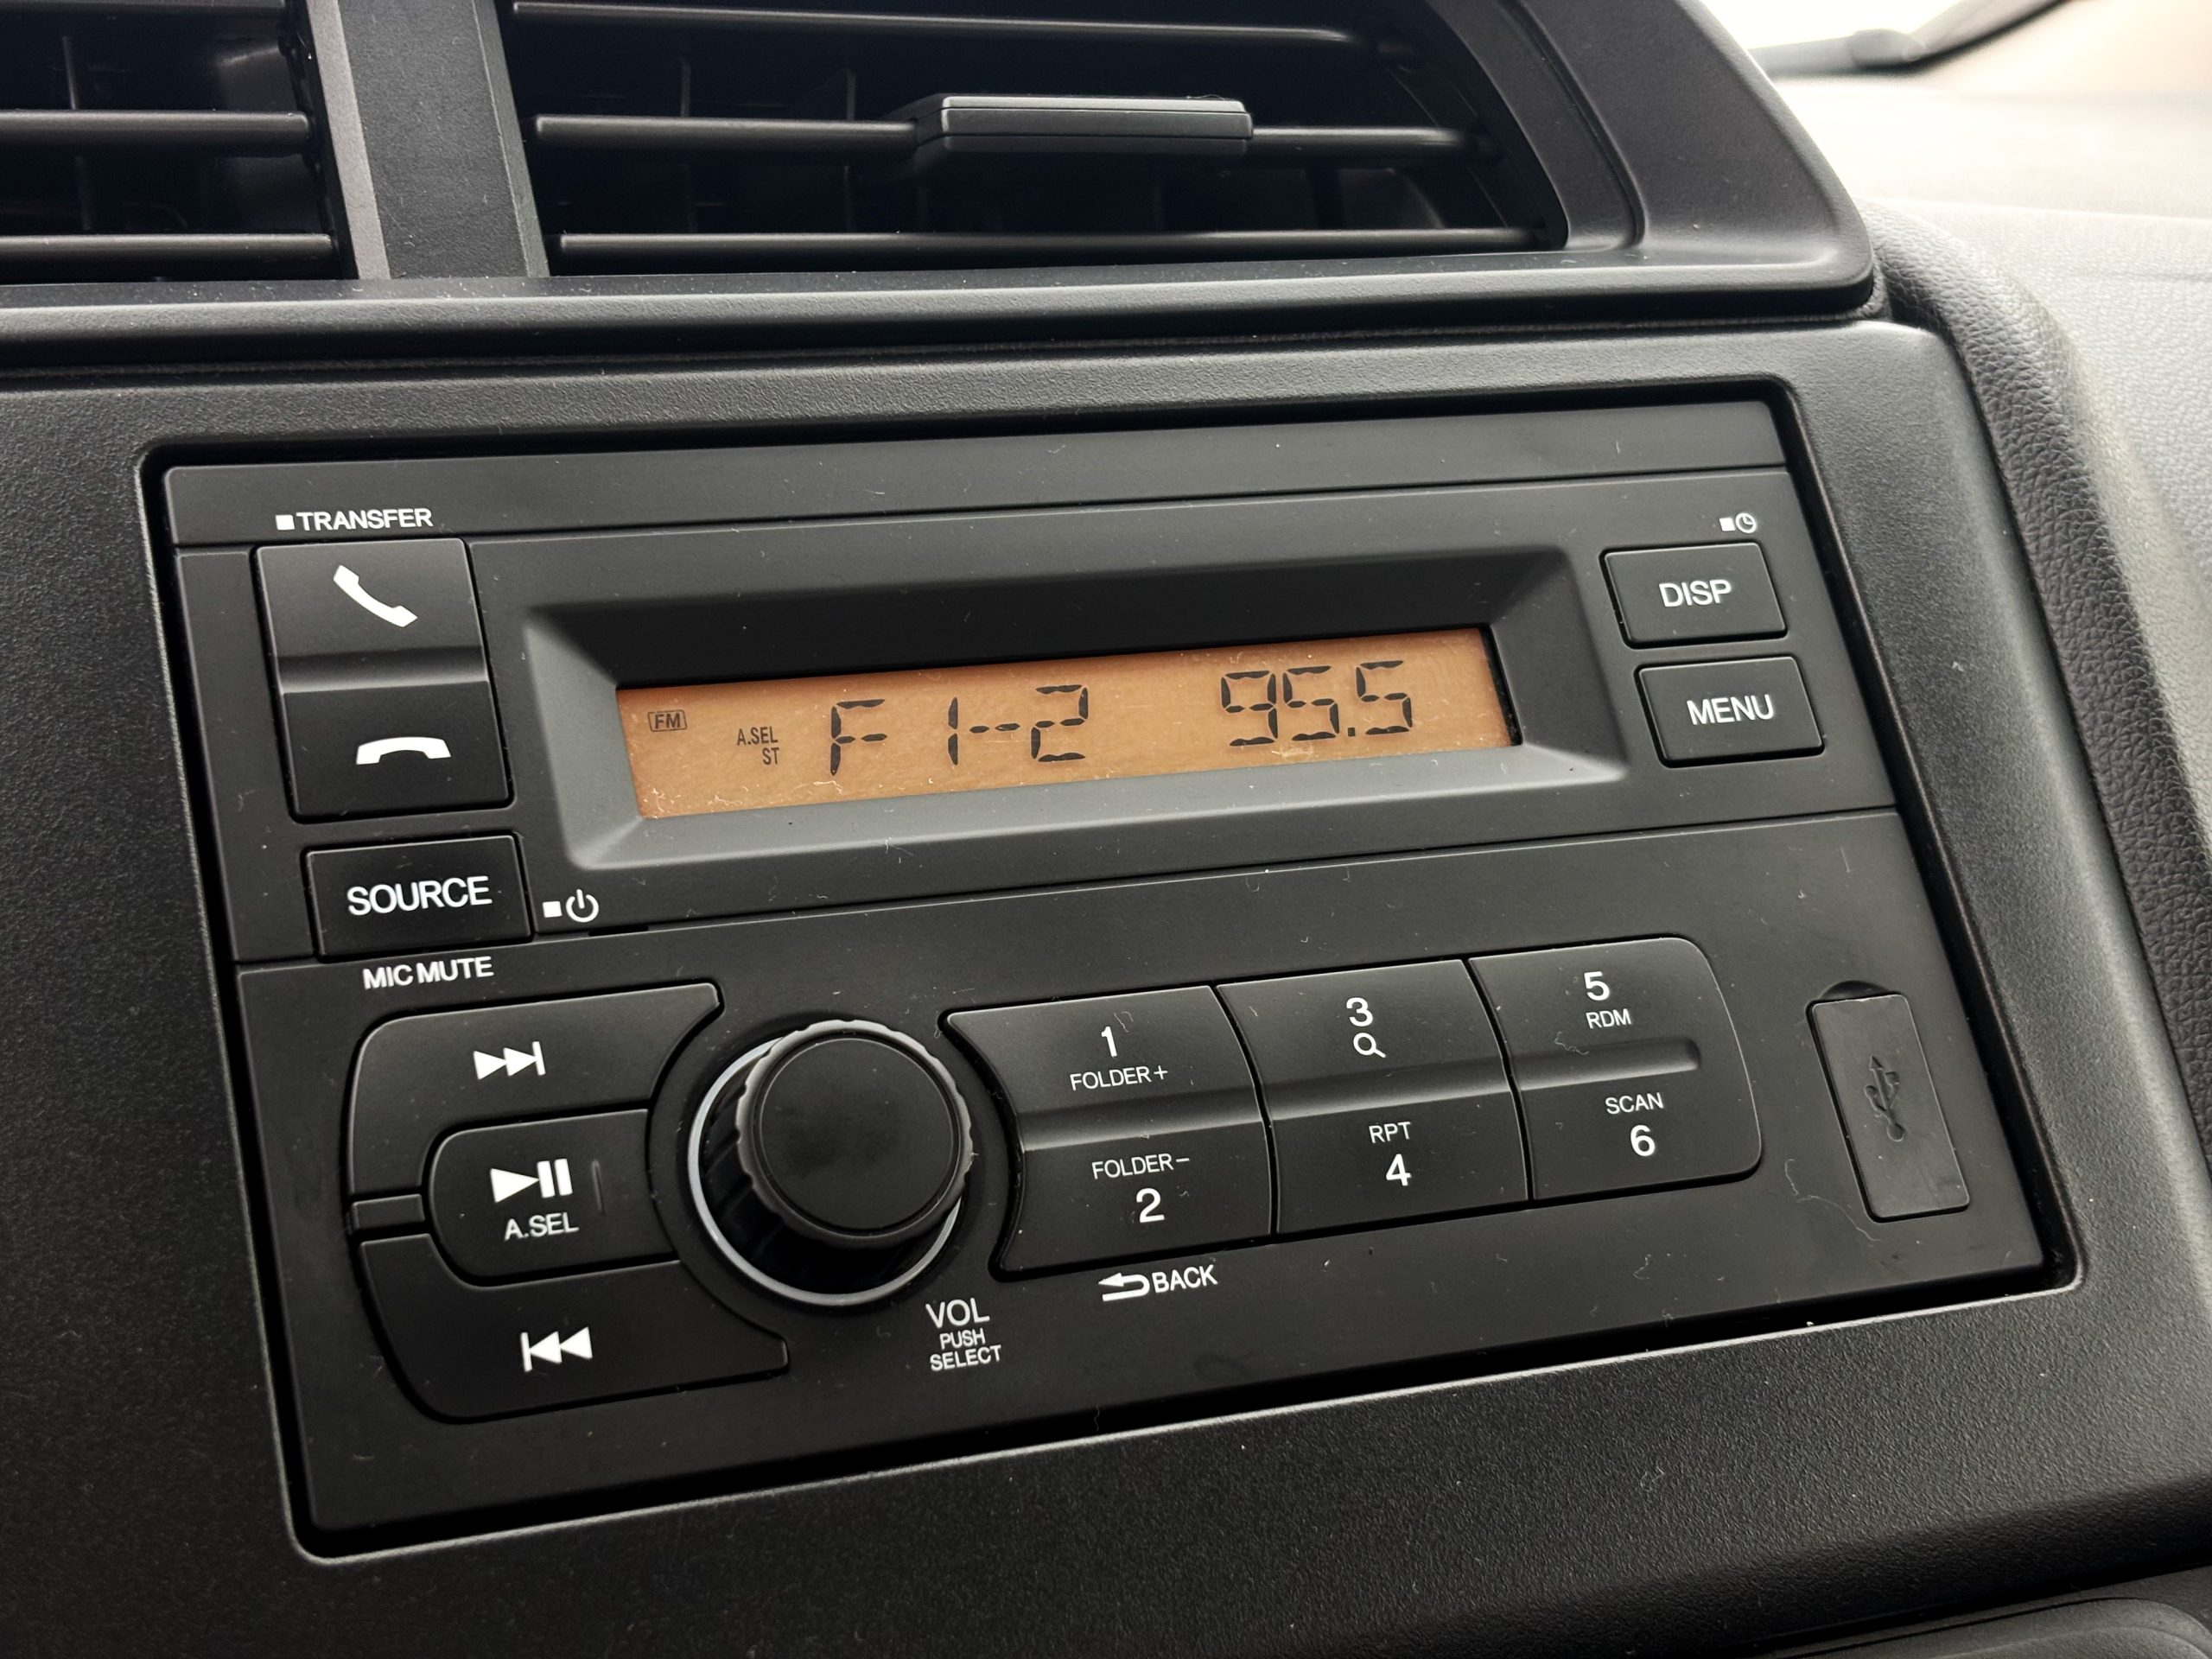 TRANSFER
DISP
MENU
FM
A.SEL
ST
F1-2 95.5
SOURCE
MIC MUTE
1
FOLDER+
3
5
RDM
A.SEL
FOLDER−
2
RPT
4
SCAN
6
BACK
VOL
PUSH
SELECT